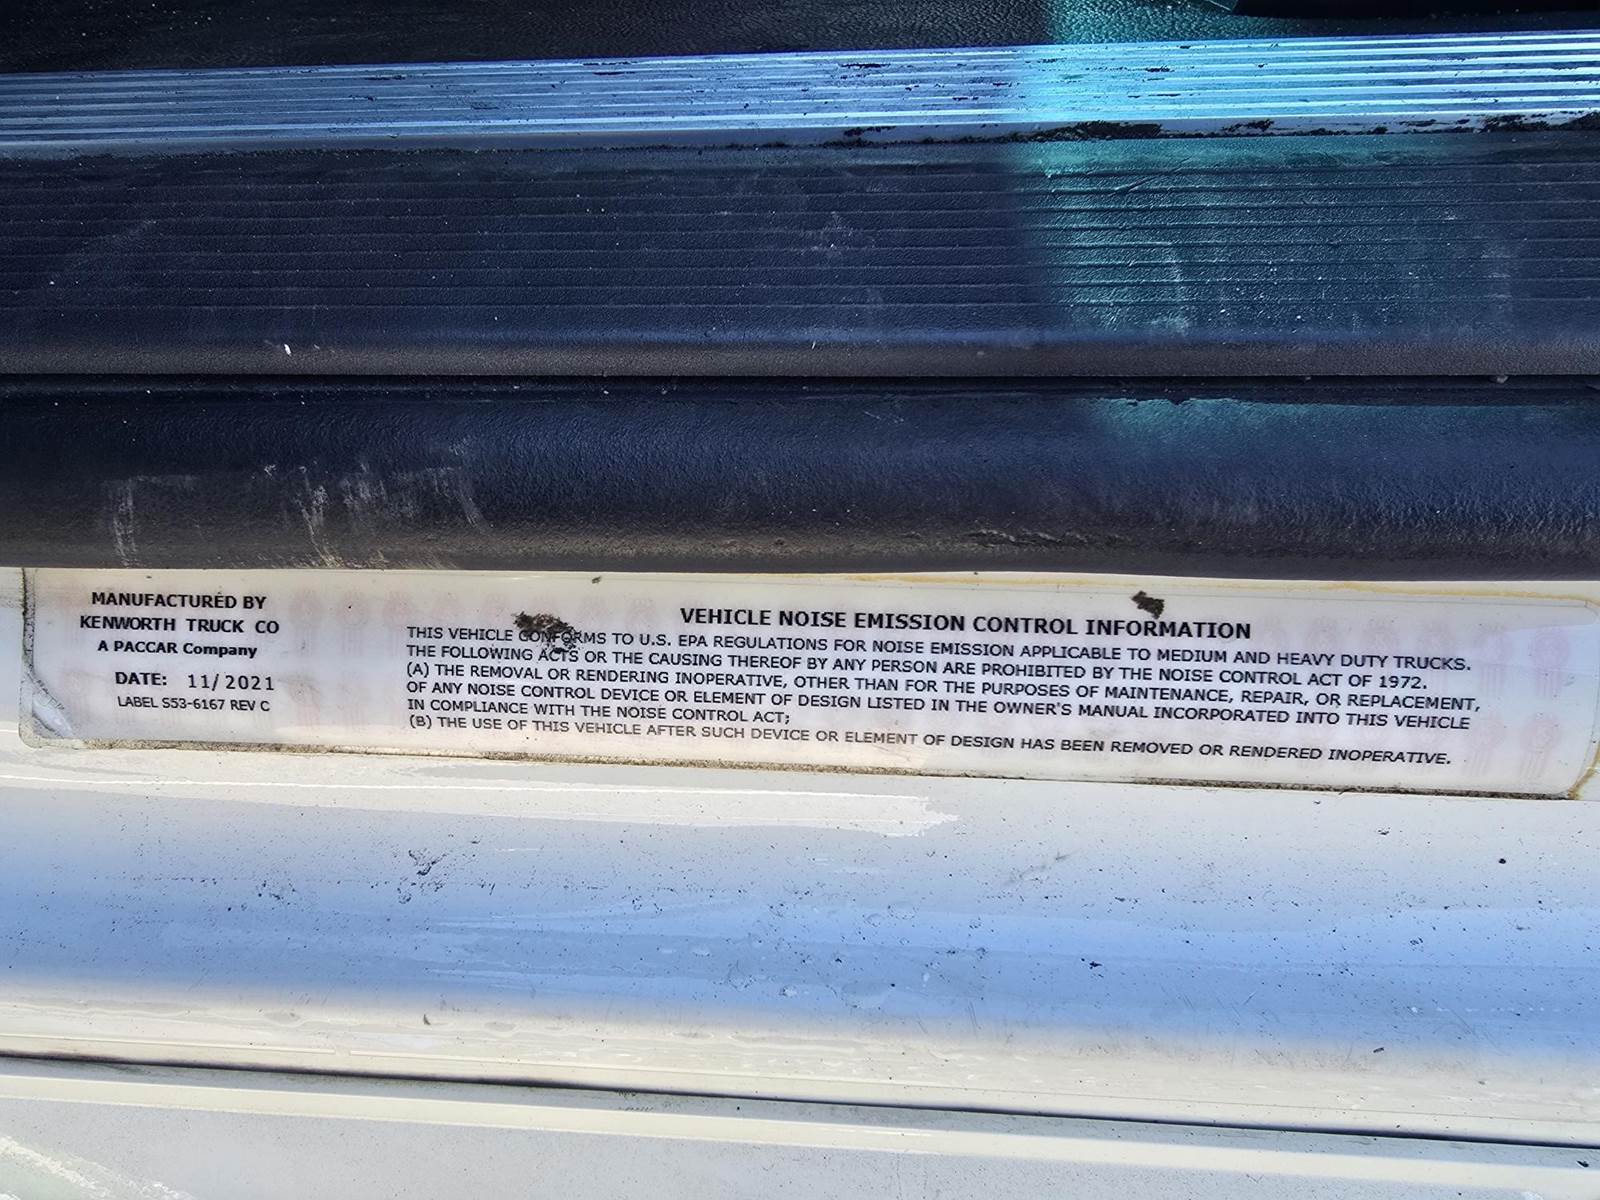 MANUFACTURED BY
KENWORTH TRUCK CO
A PACCAR Company
DATE: 11/2021
LABEL S53-6167 REV C
VEHICLE NOISE EMISSION CONTROL INFORMATION
THIS VEHICLE CONFORMS TO U.S. EPA REGULATIONS FOR NOISE EMISSION APPLICABLE TO MEDIUM AND HEAVY DUTY TRUCKS.
THE FOLLOWING ACTS OR THE CAUSING THEREOF BY ANY PERSON ARE PROHIBITED BY THE NOISE CONTROL ACT OF 1972.
(A) THE REMOVAL OR RENDERING INOPERATIVE, OTHER THAN FOR THE PURPOSES OF MAINTENANCE, REPAIR, OR REPLACEMENT,
OF ANY NOISE CONTROL DEVICE OR ELEMENT OF DESIGN LISTED IN THE OWNER'S MANUAL INCORPORATED INTO THIS VEHICLE
IN COMPLIANCE WITH THE NOISE CONTROL ACT;
(B) THE USE OF THIS VEHICLE AFTER SUCH DEVICE OR ELEMENT OF DESIGN HAS BEEN REMOVED OR RENDERED INOPERATIVE.